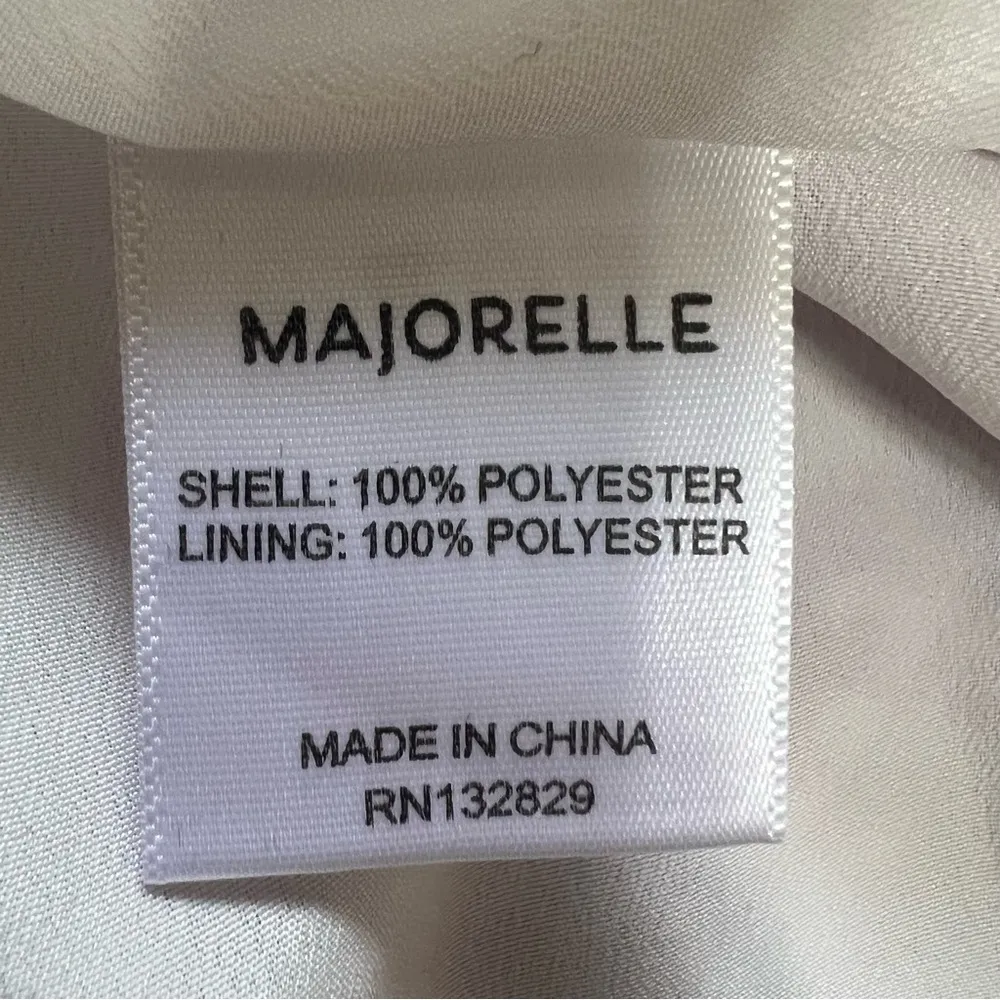 MAJORELLE
SHELL: 100% POLYESTER
LINING: 100% POLYESTER
MADE IN CHINA
RN132829